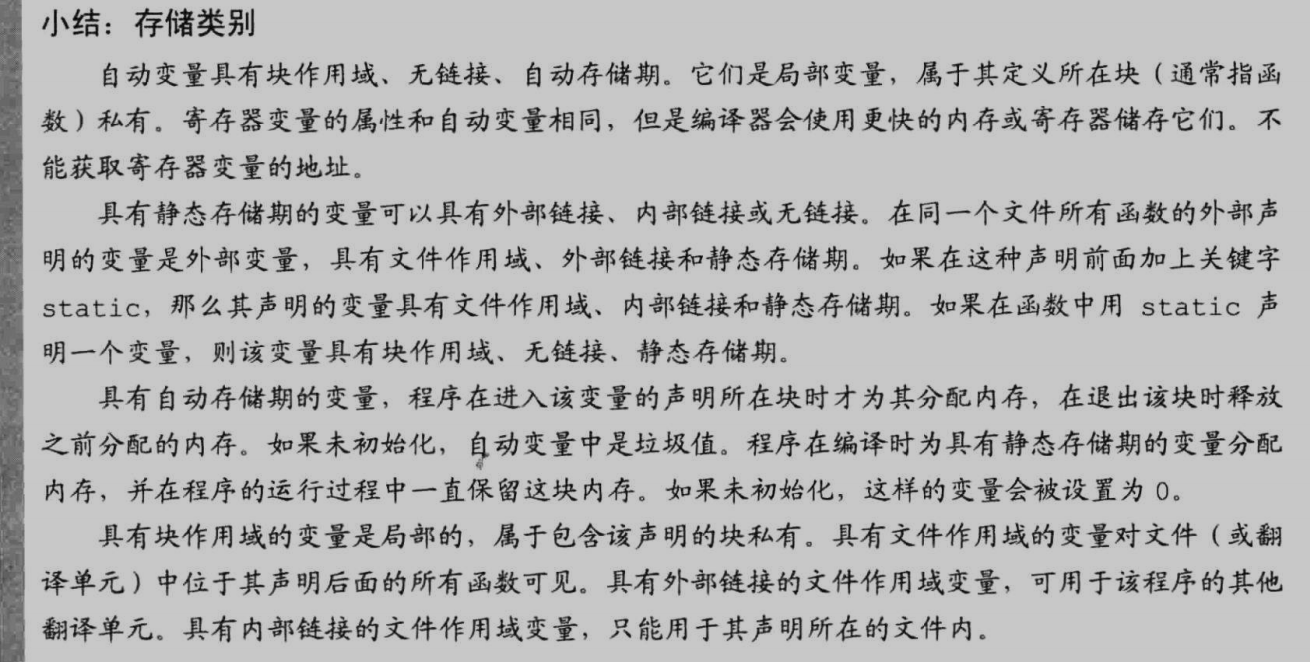 小结：存储类别
自动变量具有块作用域、无链接、自动存储期。它们是局部变量，属于其定义所在块（通常指函
数）私有。寄存器变量的属性和自动变量相同，但是编译器会使用更快的内存或寄存器储存它们。不
能获取寄存器变量的地址。
具有静态存储期的变量可以具有外部链接、内部链接或无链接。在同一个文件所有函数的外部声
明的变量是外部变量，具有文件作用域、外部链接和静态存储期。如果在这种声明前面加上关键字
static，那么其声明的变量具有文件作用域、内部链接和静态存储期。如果在函数中用 static 声
明一个变量，则该变量具有块作用域、无链接、静态存储期。
具有自动存储期的变量，程序在进入该变量的声明所在块时才为其分配内存，在退出该块时释放
之前分配的内存。如果未初始化，自动变量中是垃圾值。程序在编译时为具有静态存储期的变量分配
内存，并在程序的运行过程中一直保留这块内存。如果未初始化，这样的变量会被设置为 0。
具有块作用域的变量是局部的，属于包含该声明的块私有。具有文件作用域的变量对文件（或翻
译单元）中位于其声明后面的所有函数可见。具有外部链接的文件作用域变量，可用于该程序的其他
翻译单元。具有内部链接的文件作用域变量，只能用于其声明所在的文件内。